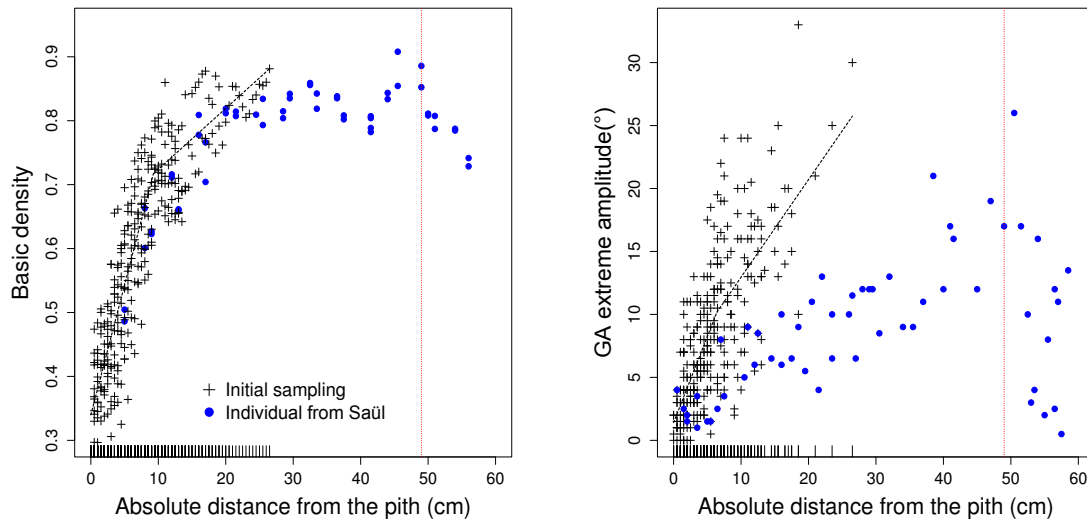 Basic density
0.3 0.4 0.5 0.6 0.7 0.8 0.9
Initial sampling
Individual from Saül
0 10 20 30 40 50 60
Absolute distance from the pith (cm)
GA extreme amplitude(°)
0 5 10 15 20 25 30
0 10 20 30 40 50 60
Absolute distance from the pith (cm)